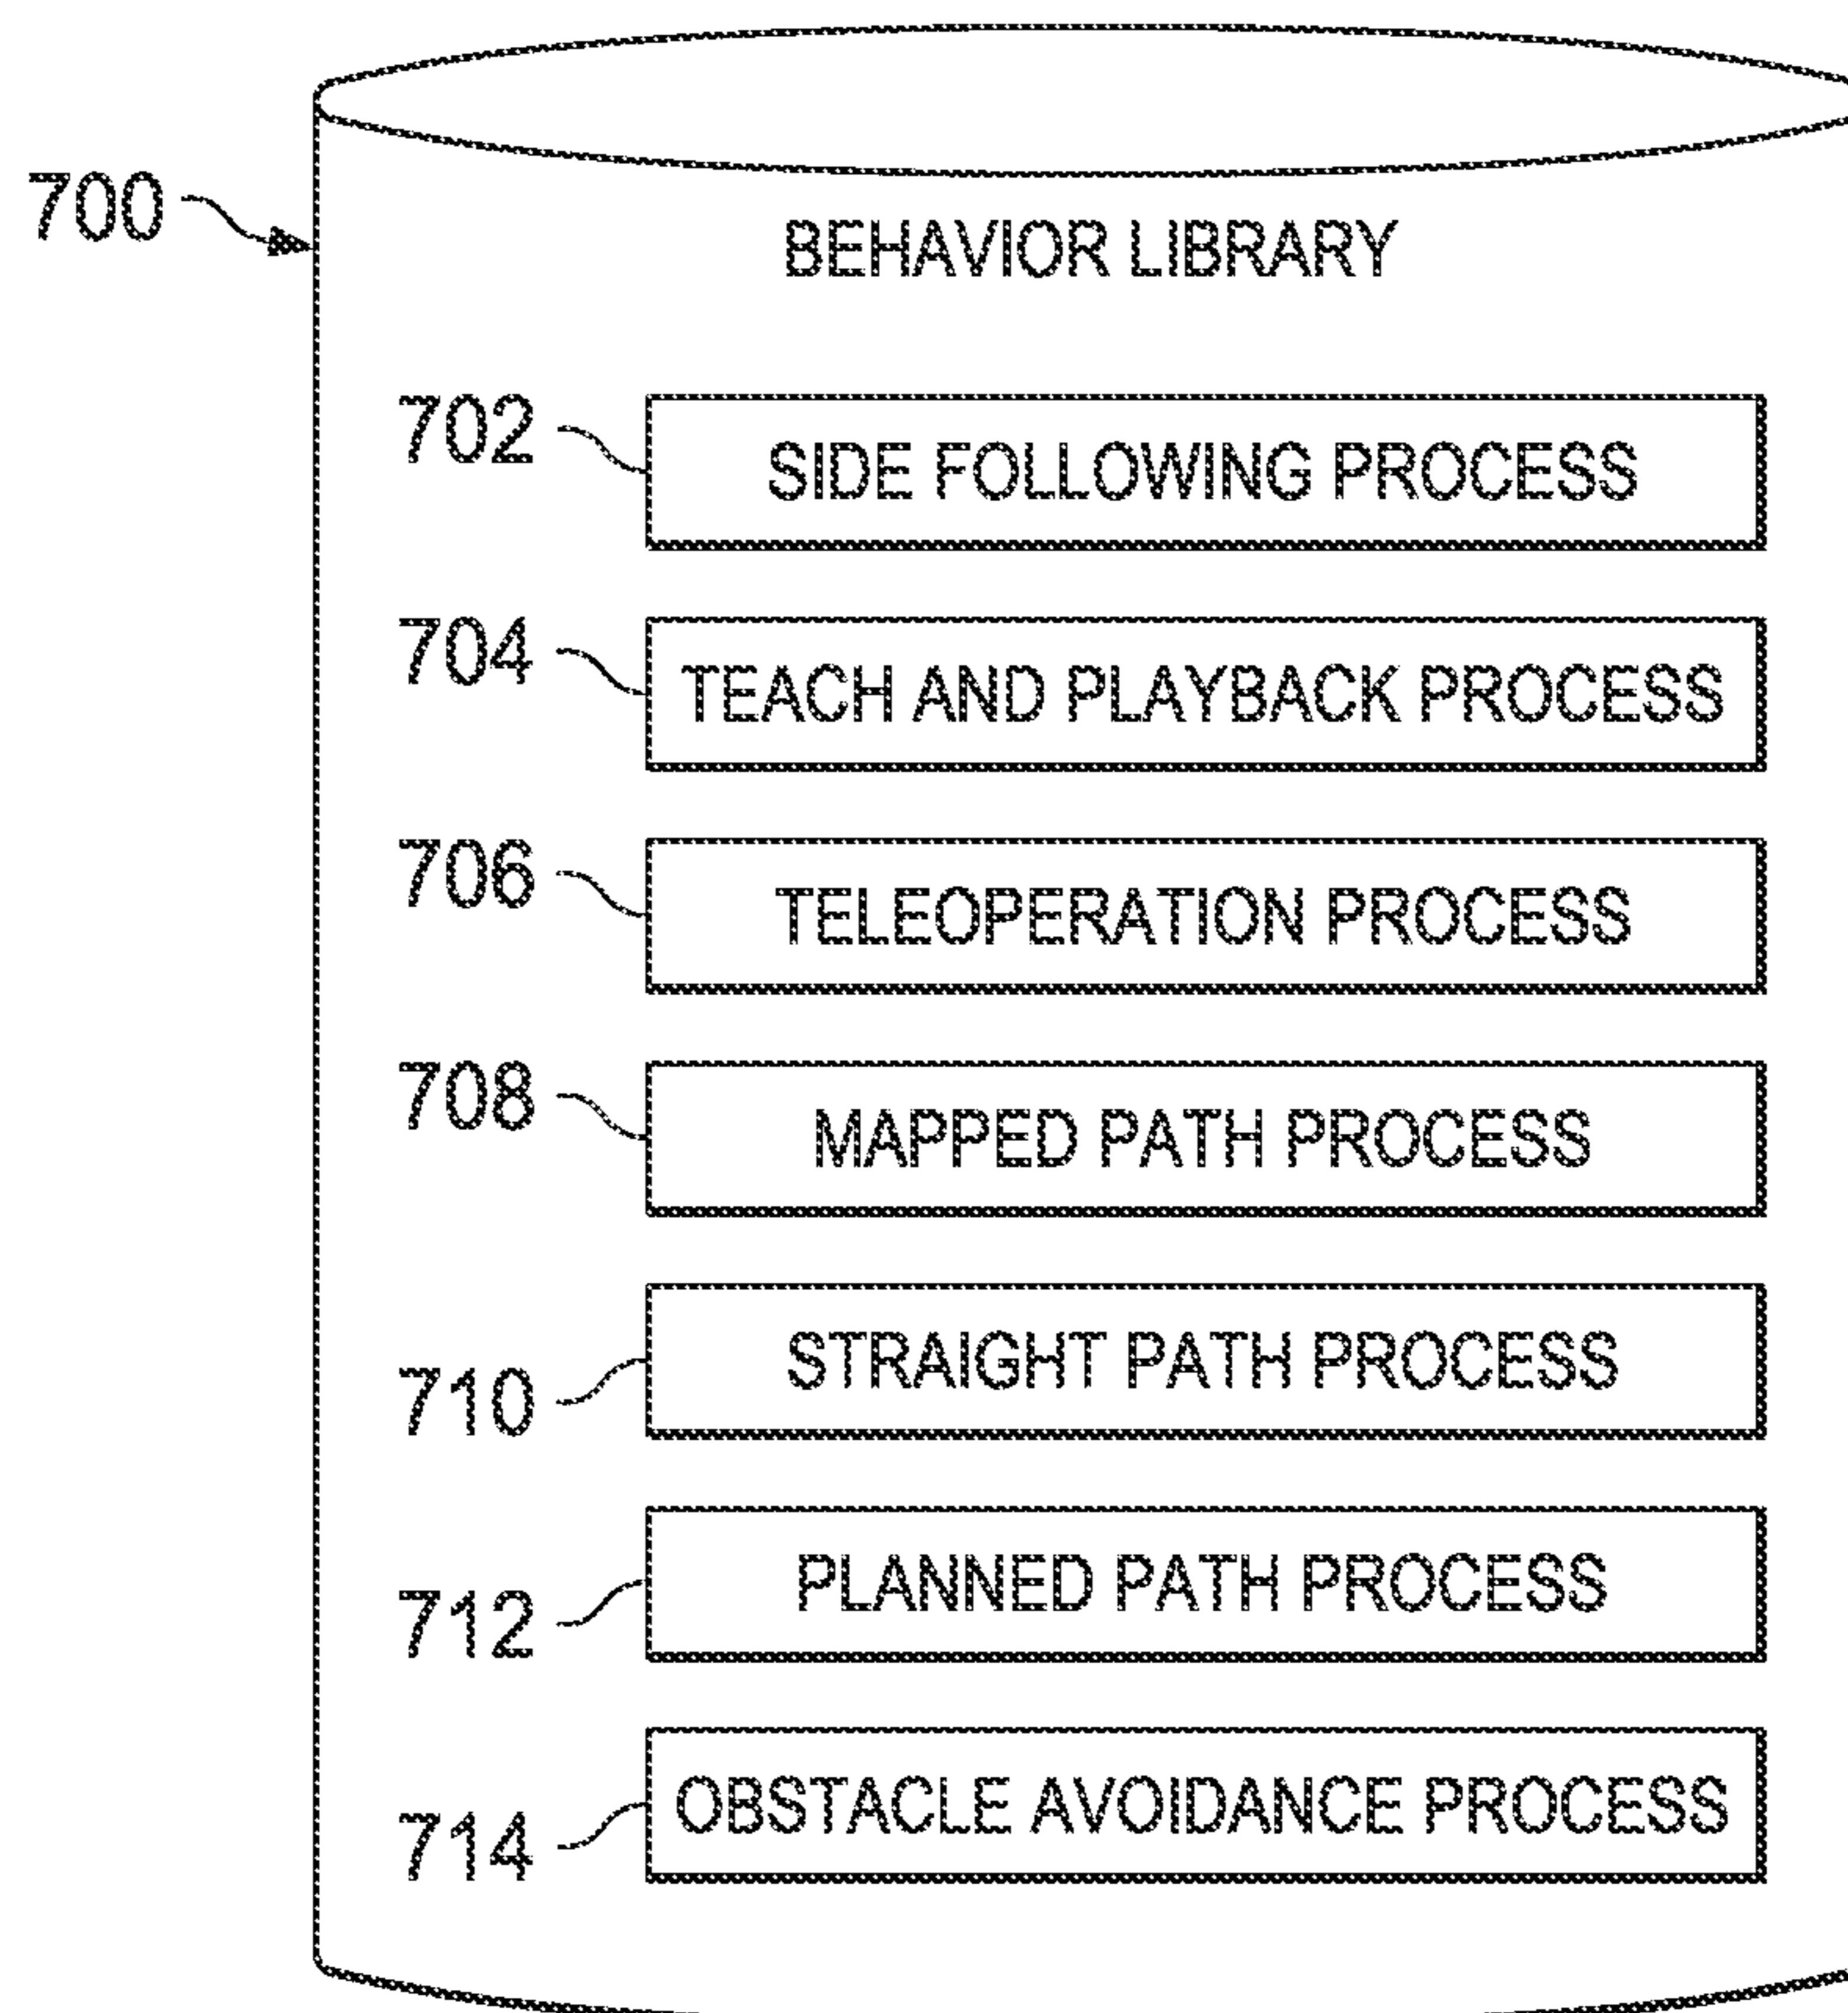 700
BEHAVIOR LIBRARY
702 SIDE FOLLOWING PROCESS
704 TEACH AND PLAYBACK PROCESS
706 TELEOPERATION PROCESS
708 MAPPED PATH PROCESS
710 STRAIGHT PATH PROCESS
712 PLANNED PATH PROCESS
714 OBSTACLE AVOIDANCE PROCESS